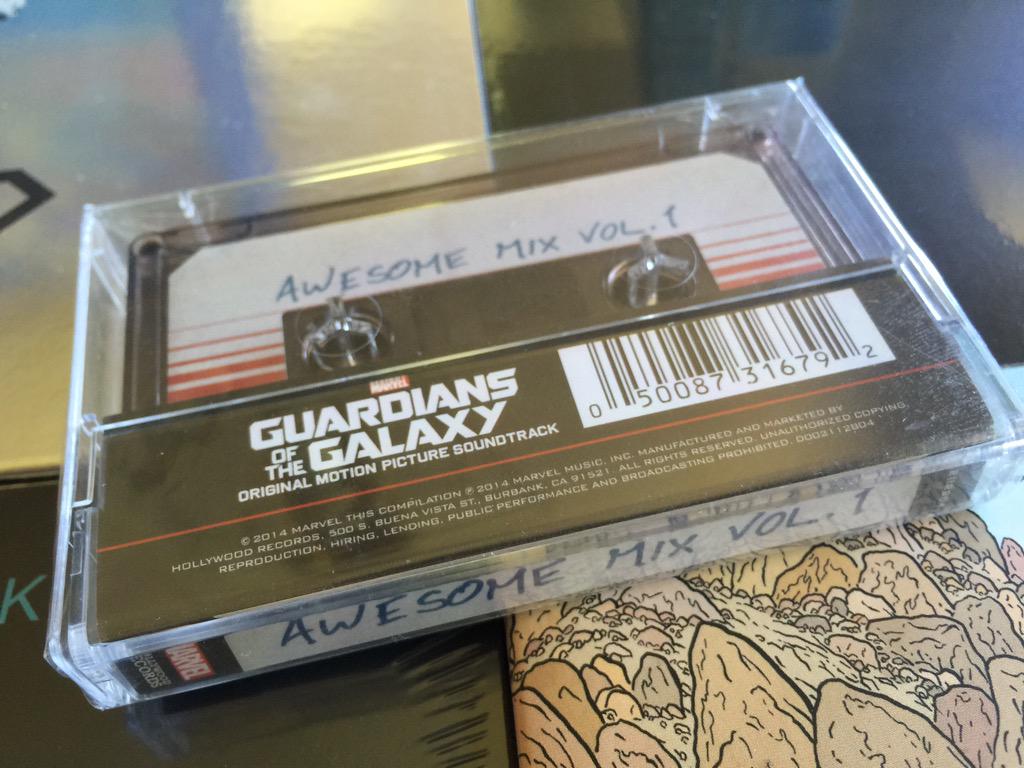 AWESOME MIX VOL. 1
MARVEL
GUARDIANS
OF THE GALAXY
ORIGINAL MOTION PICTURE SOUNDTRACK
0 50087 31679 2
© 2014 MARVEL THIS COMPILATION ℗ 2014 MARVEL MUSIC, INC. MANUFACTURED AND MARKETED BY
HOLLYWOOD RECORDS, 500 S. BUENA VISTA ST., BURBANK, CA 91521. ALL RIGHTS RESERVED. UNAUTHORIZED COPYING,
REPRODUCTION, HIRING, LENDING, PUBLIC PERFORMANCE AND BROADCASTING PROHIBITED. D002112804
MARVEL
RECORDS
AWESOME MIX VOL. 1
K